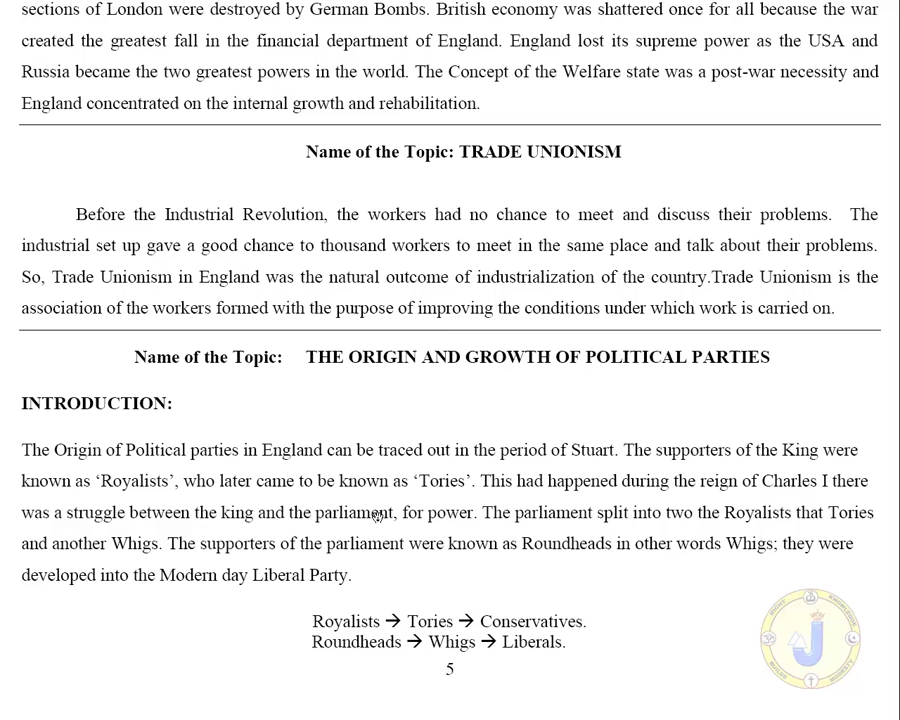 sections of London were destroyed by German Bombs. British economy was shattered once for all because the war
created the greatest fall in the financial department of England. England lost its supreme power as the USA and
Russia became the two greatest powers in the world. The Concept of the Welfare state was a post-war necessity and
England concentrated on the internal growth and rehabilitation.
Name of the Topic: TRADE UNIONISM
Before the Industrial Revolution, the workers had no chance to meet and discuss their problems. The
industrial set up gave a good chance to thousand workers to meet in the same place and talk about their problems.
So, Trade Unionism in England was the natural outcome of industrialization of the country.Trade Unionism is the
association of the workers formed with the purpose of improving the conditions under which work is carried on.
Name of the Topic: THE ORIGIN AND GROWTH OF POLITICAL PARTIES
INTRODUCTION:
The Origin of Political parties in England can be traced out in the period of Stuart. The supporters of the King were
known as ‘Royalists’, who later came to be known as ‘Tories’. This had happened during the reign of Charles I there
was a struggle between the king and the parliament, for power. The parliament split into two the Royalists that Tories
and another Whigs. The supporters of the parliament were known as Roundheads in other words Whigs; they were
developed into the Modern day Liberal Party.
Royalists → Tories → Conservatives.
Roundheads → Whigs → Liberals.
5
J